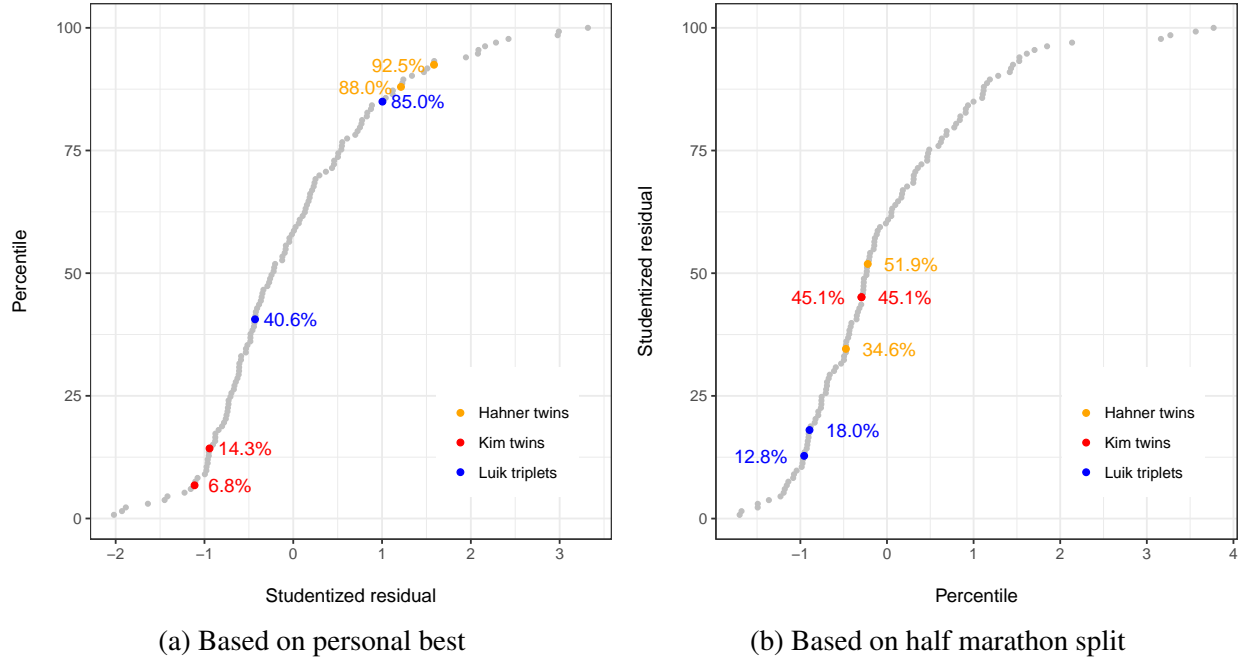 100
75
50
25
0
Percentile
92.5%
88.0%
85.0%
40.6%
14.3%
6.8%
Hahner twins
Kim twins
Luik triplets
−2 −1 0 1 2 3
Studentized residual
(a) Based on personal best
100
75
50
25
0
Studentized residual
51.9%
45.1% 45.1%
34.6%
18.0%
12.8%
Hahner twins
Kim twins
Luik triplets
−1 0 1 2 3 4
Percentile
(b) Based on half marathon split